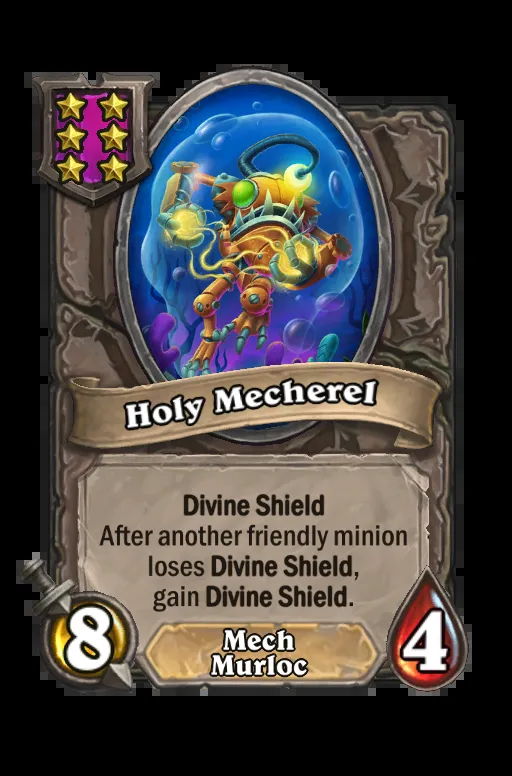 Holy Mecherel
Divine Shield
After another friendly minion
loses Divine Shield,
gain Divine Shield.
8
Mech
Murloc
4